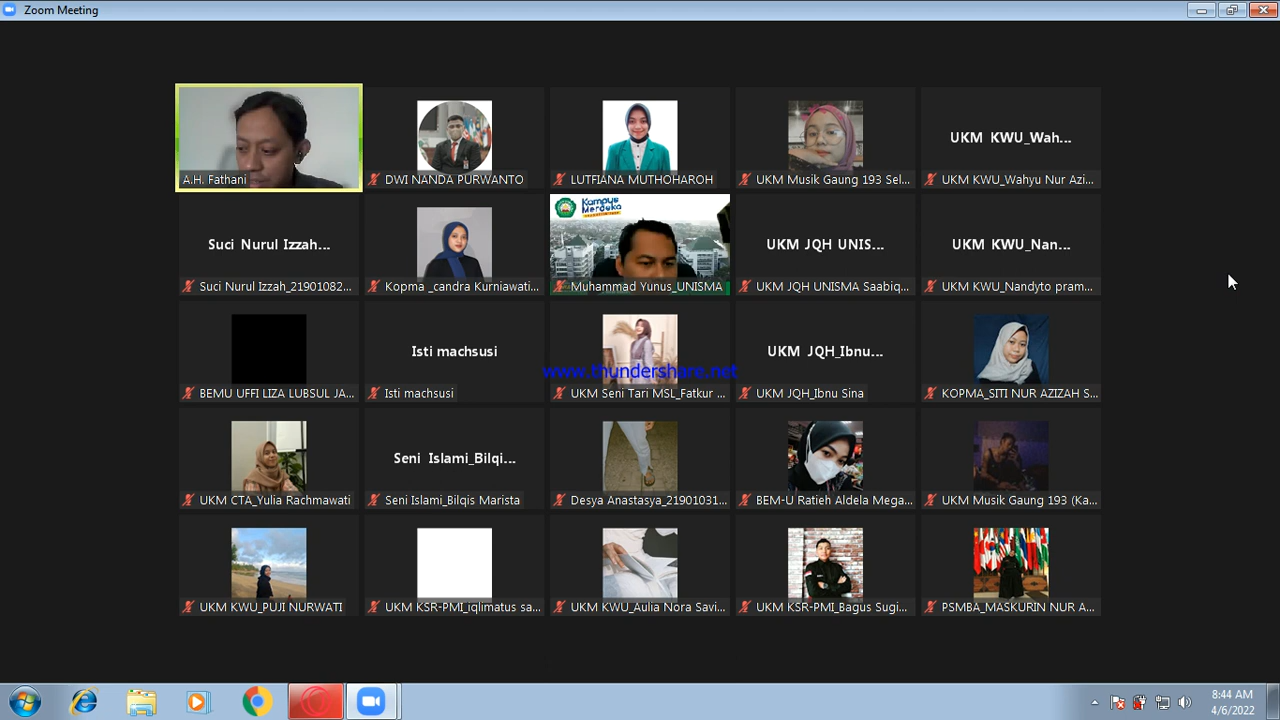 Zoom Meeting
A.H. Fathani
DWI NANDA PURWANTO
LUTFIANA MUTHOHAROH
UKM Musik Gaung 193 Sel...
UKM KWU_Wah...
UKM KWU_Wahyu Nur Azi...
Suci Nurul Izzah...
Suci Nurul Izzah_21901082...
Kopma _candra Kurniawati...
Kampus
Merdeka
Muhammad Yunus_UNISMA
UKM JQH UNIS...
UKM JQH UNISMA Saabiq...
UKM KWU_Nan...
UKM KWU_Nandyto pram...
BEMU UFFI LIZA LUBSUL JA...
Isti machsusi
Isti machsusi
www.thundershare.net
UKM Seni Tari MSL_Fatkur ...
UKM JQH_Ibnu...
UKM JQH_Ibnu Sina
KOPMA_SITI NUR AZIZAH S...
UKM CTA_Yulia Rachmawati
Seni Islami_Bilqi...
Seni Islami_Bilqis Marista
Desya Anastasya_21901031...
BEM-U Ratieh Aldela Mega...
UKM Musik Gaung 193 (Ka...
UKM KWU_PUJI NURWATI
UKM KSR-PMI_iqlimatus sa...
UKM KWU_Aulia Nora Savi...
UKM KSR-PMI_Bagus Sugi...
PSMBA_MASKURIN NUR A...
8:44 AM
4/6/2022